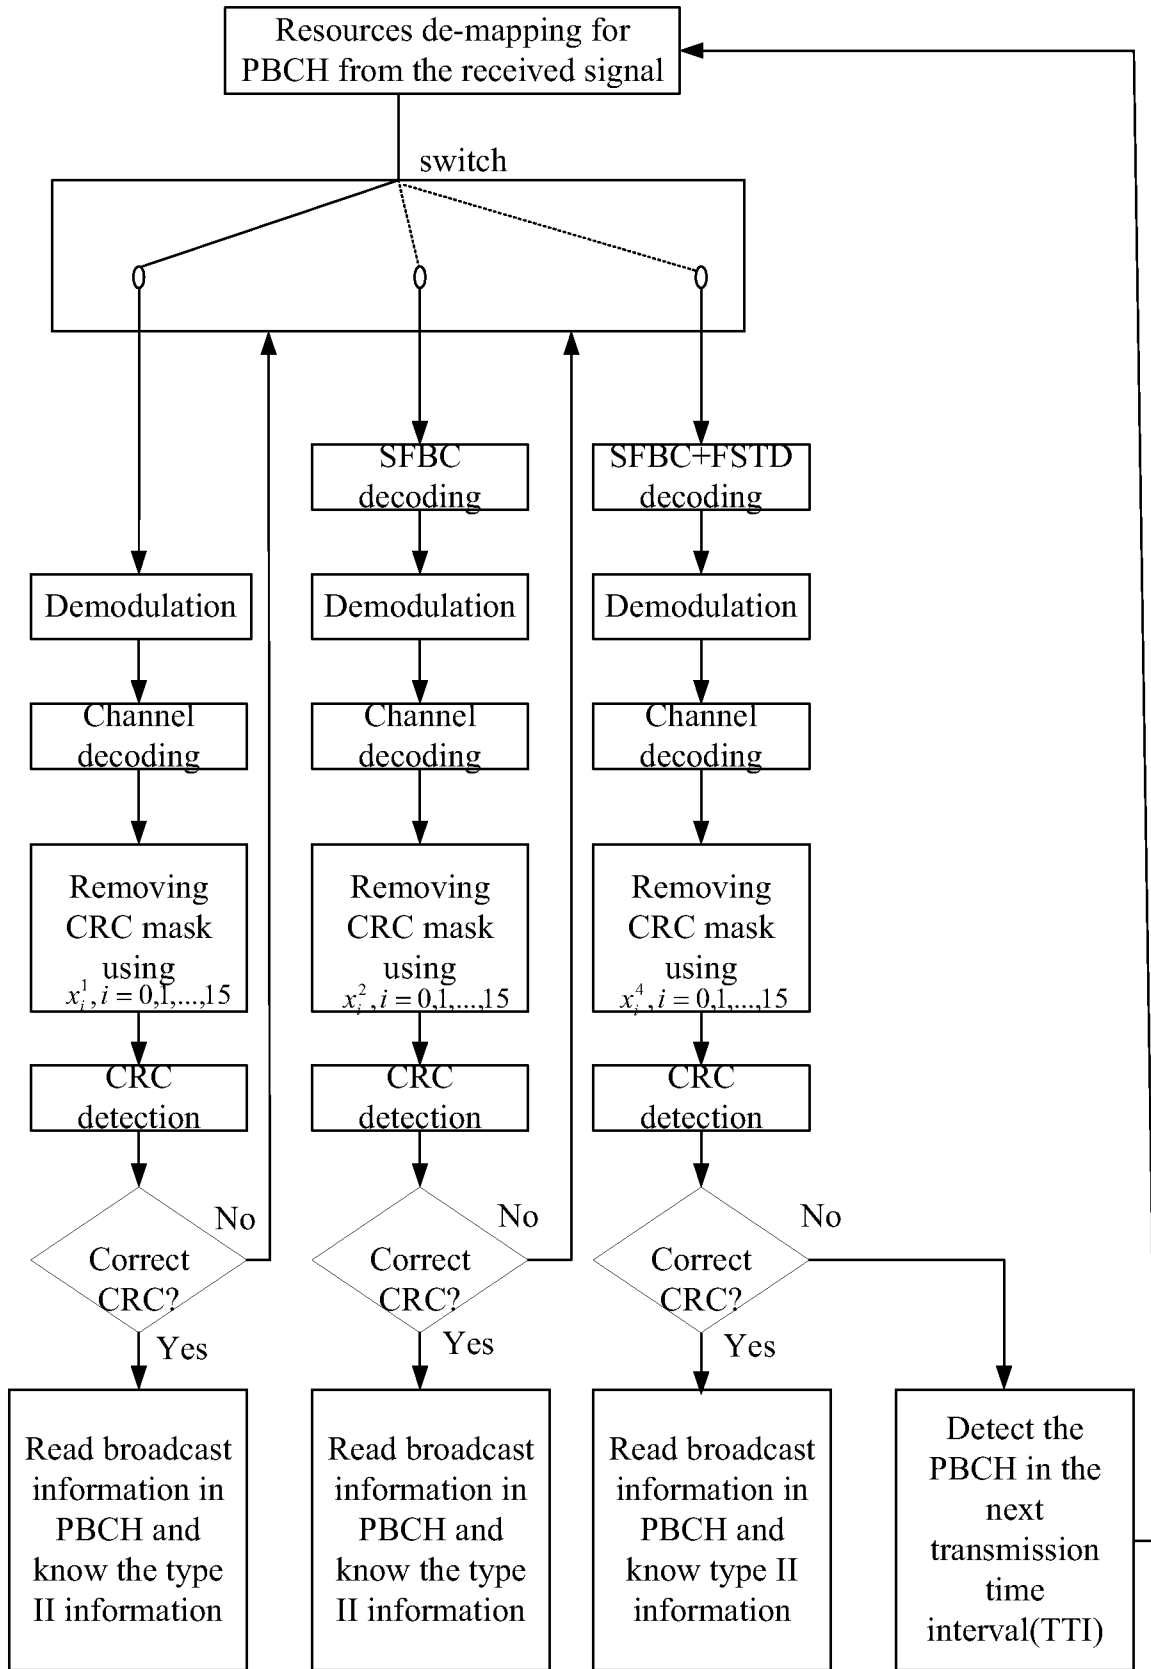 Resources de-mapping for
PBCH from the received signal
switch
SFBC
decoding
SFBC+FSTD
decoding
Demodulation
Demodulation
Demodulation
Channel
decoding
Channel
decoding
Channel
decoding
Removing
CRC mask
using
x_i^1, i = 0,1,...,15
Removing
CRC mask
using
x_i^2, i = 0,1,...,15
Removing
CRC mask
using
x_i^4, i = 0,1,...,15
CRC
detection
CRC
detection
CRC
detection
No
Correct
CRC?
Yes
No
Correct
CRC?
Yes
No
Correct
CRC?
Yes
Read broadcast
information in
PBCH and
know the type
II information
Read broadcast
information in
PBCH and
know the type
II information
Read broadcast
information in
PBCH and
know type II
information
Detect the
PBCH in the
next
transmission
time
interval(TTI)